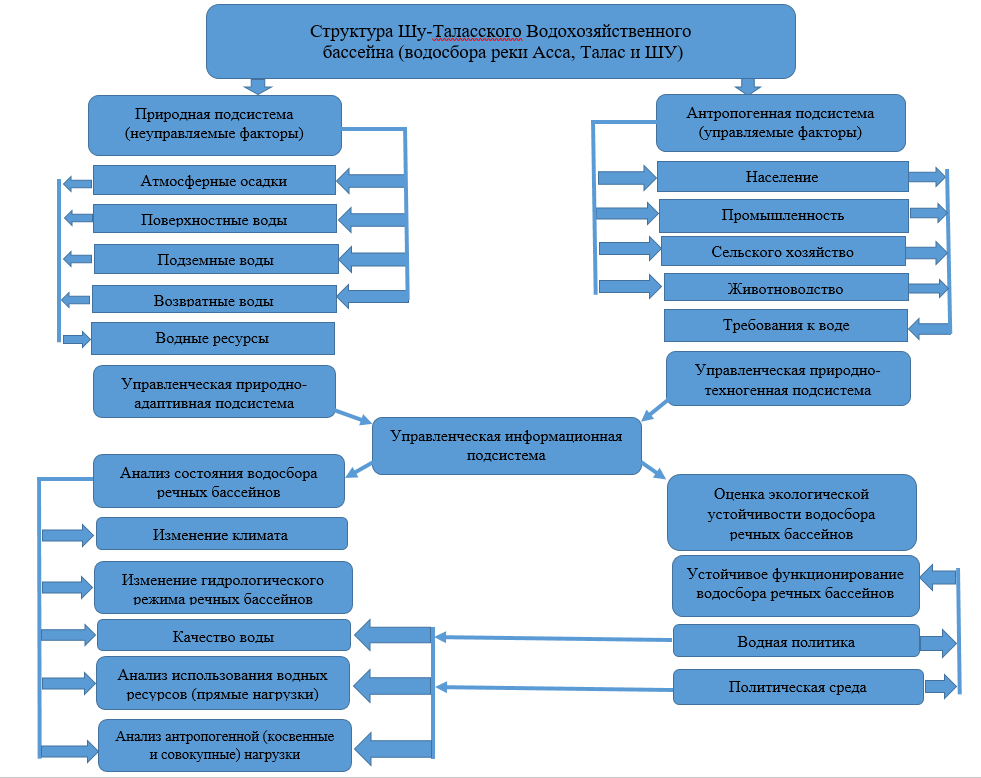 Структура Шу-Таласского Водохозяйственного
бассейна (водосбора реки Асса, Талас и ШУ)
Природная подсистема
(неуправляемые факторы)
Атмосферные осадки
Поверхностные воды
Подземные воды
Возвратные воды
Водные ресурсы
Антропогенная подсистема
(управляемые факторы)
Население
Промышленность
Сельского хозяйство
Животноводство
Требования к воде
Управленческая природно-
адаптивная подсистема
Управленческая природно-
техногенная подсистема
Управленческая информационная
подсистема
Анализ состояния водосбора
речных бассейнов
Изменение климата
Изменение гидрологического
режима речных бассейнов
Качество воды
Анализ использования водных
ресурсов (прямые нагрузки)
Анализ антропогенной (косвенные
и совокупные) нагрузки
Оценка экологической
устойчивости водосбора
речных бассейнов
Устойчивое функционирование
водосбора речных бассейнов
Водная политика
Политическая среда